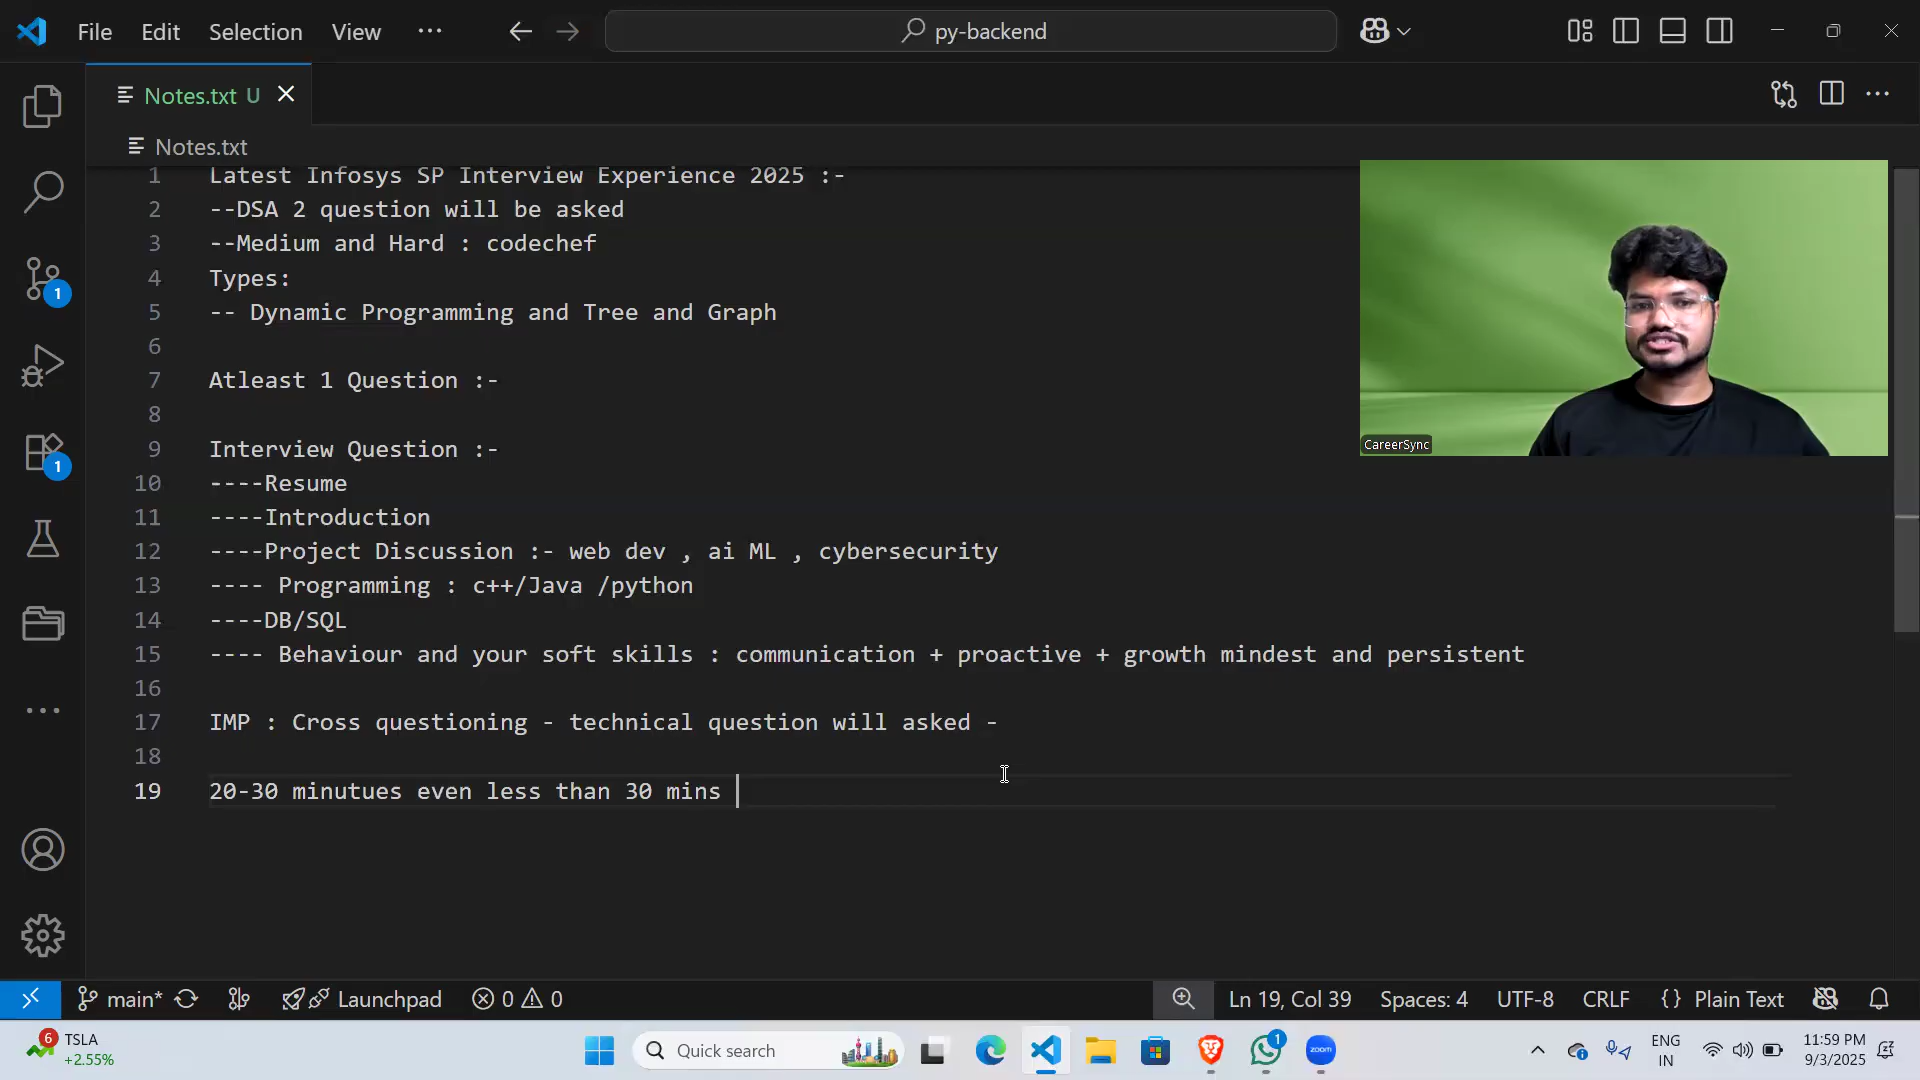 File Edit Selection View ··· py-backend
Notes.txt U
Notes.txt
1 Latest Infosys SP Interview Experience 2025 :-
2 --DSA 2 question will be asked
3 --Medium and Hard : codechef
4 Types:
5 -- Dynamic Programming and Tree and Graph
6
7 Atleast 1 Question :-
8
9 Interview Question :-
10 ----Resume
11 ----Introduction
12 ----Project Discussion :- web dev , ai ML , cybersecurity
13 ---- Programming : c++/Java /python
14 ----DB/SQL
15 ---- Behaviour and your soft skills : communication + proactive + growth mindest and persistent
16
17 IMP : Cross questioning - technical question will asked -
18
19 20-30 minutues even less than 30 mins
CareerSync
1
1
main* Launchpad 0 0 Ln 19, Col 39 Spaces: 4 UTF-8 CRLF {} Plain Text
6 TSLA
+2.55%
Quick search
1
zoom
ENG
IN
11:59 PM
9/3/2025